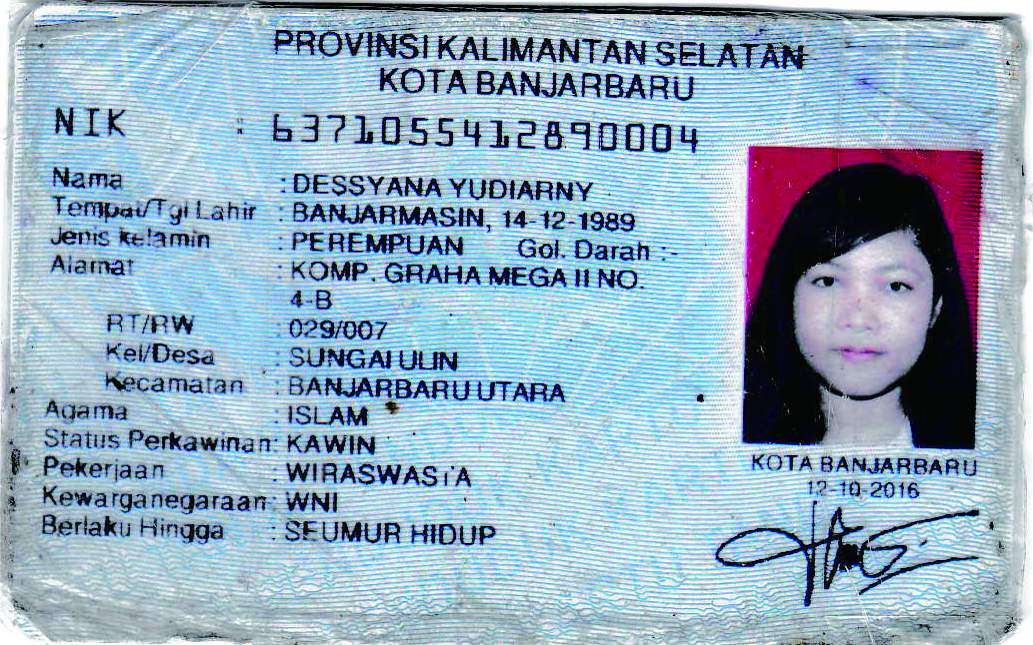 PROVINSI KALIMANTAN SELATAN
KOTA BANJARBARU
NIK : 6371055412890004
Nama : DESSYANA YUDIARNY
Tempat/Tgl Lahir : BANJARMASIN, 14-12-1989
Jenis kelamin : PEREMPUAN Gol. Darah :-
Alamat : KOMP. GRAHA MEGA II NO.
4-B
RT/RW : 029/007
Kel/Desa : SUNGAI ULIN
Kecamatan : BANJARBARU UTARA
Agama : ISLAM
Status Perkawinan: KAWIN
Pekerjaan : WIRASWASTA
Kewarganegaraan: WNI
Berlaku Hingga : SEUMUR HIDUP
KOTA BANJARBARU
12-10-2016